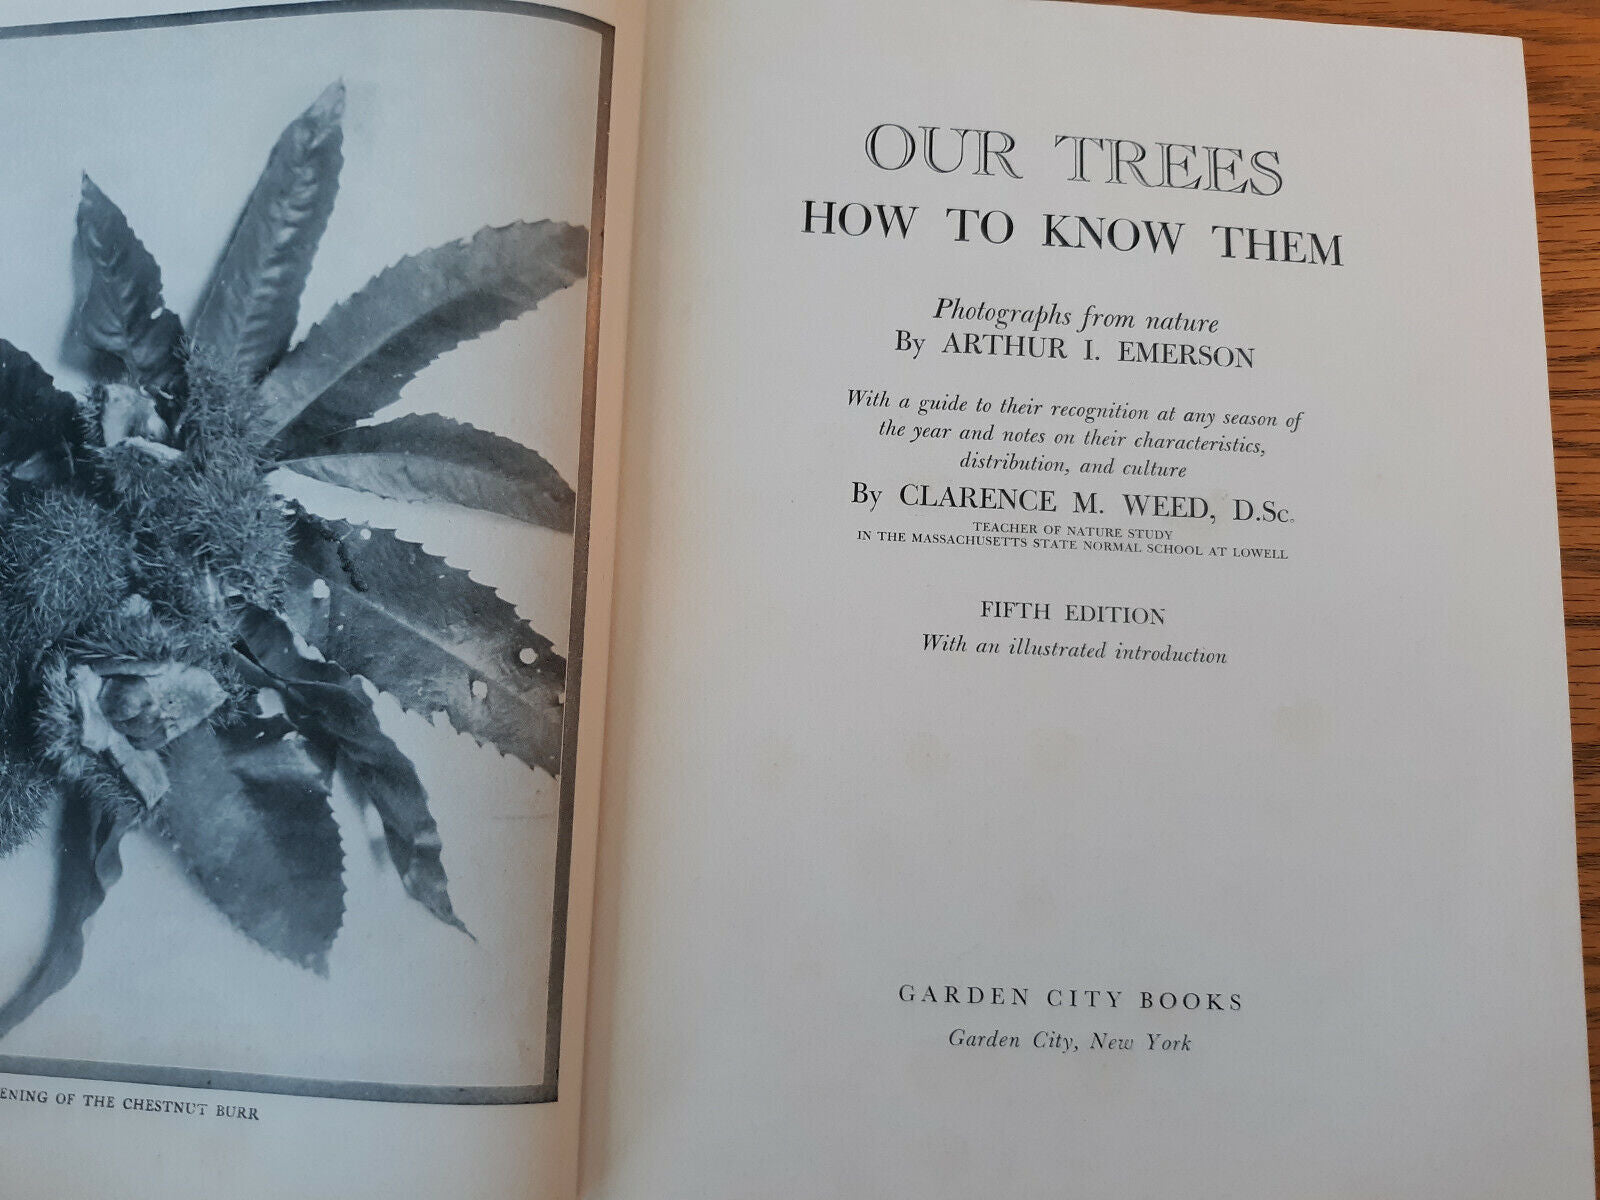 ENING OF THE CHESTNUT BURR
OUR TREES
HOW TO KNOW THEM
Photographs from nature
By ARTHUR I. EMERSON
With a guide to their recognition at any season of
the year and notes on their characteristics,
distribution, and culture
By CLARENCE M. WEED, D.Sc.
TEACHER OF NATURE STUDY
IN THE MASSACHUSETTS STATE NORMAL SCHOOL AT LOWELL
FIFTH EDITION
With an illustrated introduction
GARDEN CITY BOOKS
Garden City, New York